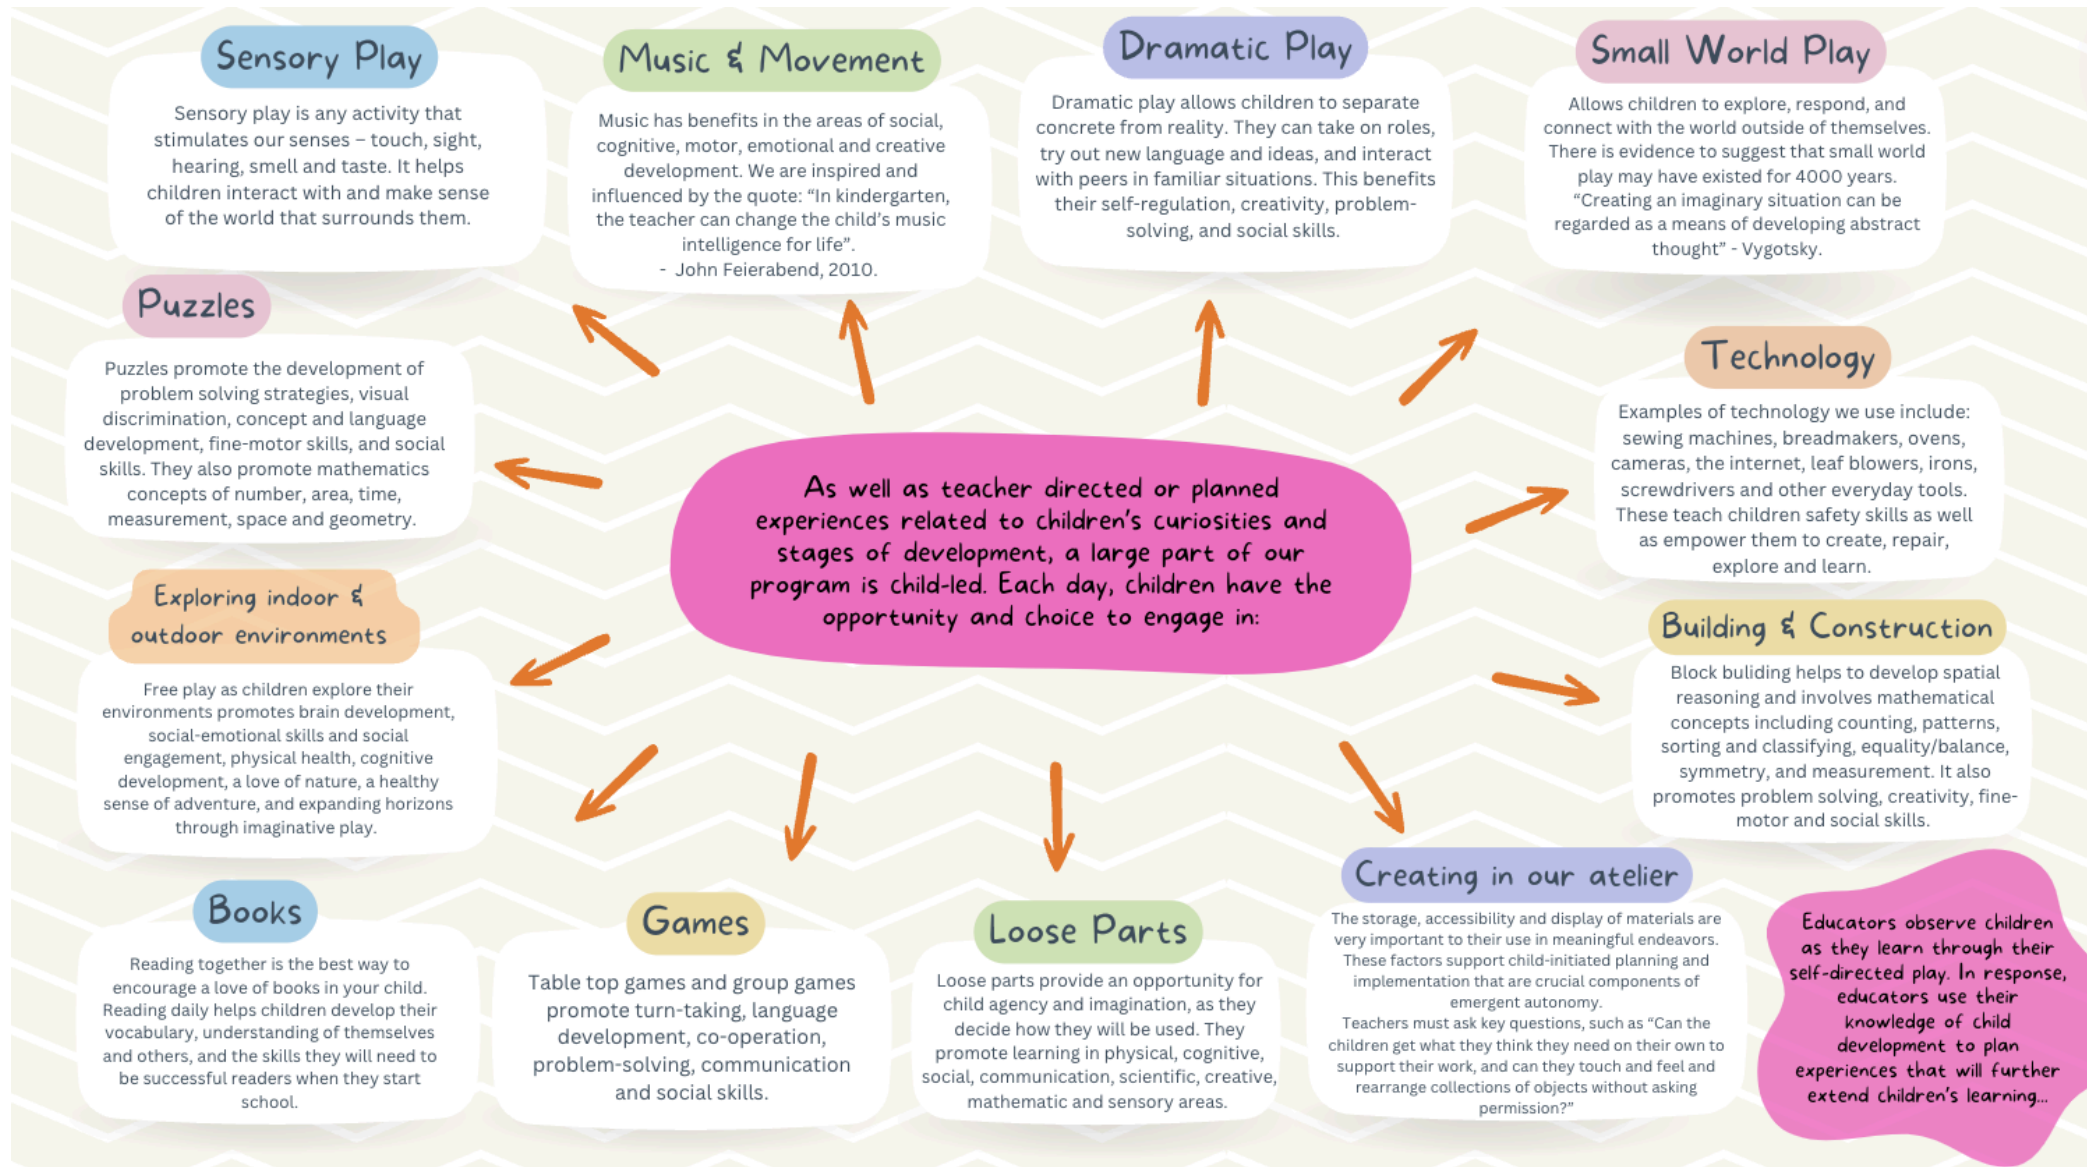 Sensory Play
Sensory play is any activity that
stimulates our senses – touch, sight,
hearing, smell and taste. It helps
children interact with and make sense
of the world that surrounds them.
Music & Movement
Music has benefits in the areas of social,
cognitive, motor, emotional and creative
development. We are inspired and
influenced by the quote: “In kindergarten,
the teacher can change the child’s music
intelligence for life”.
- John Feierabend, 2010.
Dramatic Play
Dramatic play allows children to separate
concrete from reality. They can take on roles,
try out new language and ideas, and interact
with peers in familiar situations. This benefits
their self-regulation, creativity, problem-
solving, and social skills.
Small World Play
Allows children to explore, respond, and
connect with the world outside of themselves.
There is evidence to suggest that small world
play may have existed for 4000 years.
“Creating an imaginary situation can be
regarded as a means of developing abstract
thought” - Vygotsky.
Puzzles
Puzzles promote the development of
problem solving strategies, visual
discrimination, concept and language
development, fine-motor skills, and social
skills. They also promote mathematics
concepts of number, area, time,
measurement, space and geometry.
Technology
Examples of technology we use include:
sewing machines, breadmakers, ovens,
cameras, the internet, leaf blowers, irons,
screwdrivers and other everyday tools.
These teach children safety skills as well
as empower them to create, repair,
explore and learn.
As well as teacher directed or planned
experiences related to children's curiosities and
stages of development, a large part of our
program is child-led. Each day, children have the
opportunity and choice to engage in:
Exploring indoor &
outdoor environments
Free play as children explore their
environments promotes brain development,
social-emotional skills and social
engagement, physical health, cognitive
development, a love of nature, a healthy
sense of adventure, and expanding horizons
through imaginative play.
Building & Construction
Block buliding helps to develop spatial
reasoning and involves mathematical
concepts including counting, patterns,
sorting and classifying, equality/balance,
symmetry, and measurement. It also
promotes problem solving, creativity, fine-
motor and social skills.
Books
Reading together is the best way to
encourage a love of books in your child.
Reading daily helps children develop their
vocabulary, understanding of themselves
and others, and the skills they will need to
be successful readers when they start
school.
Games
Table top games and group games
promote turn-taking, language
development, co-operation,
problem-solving, communication
and social skills.
Loose Parts
Loose parts provide an opportunity for
child agency and imagination, as they
decide how they will be used. They
promote learning in physical, cognitive,
social, communication, scientific, creative,
mathematic and sensory areas.
Creating in our atelier
The storage, accessibility and display of materials are
very important to their use in meaningful endeavors.
These factors support child-initiated planning and
implementation that are crucial components of
emergent autonomy.
Teachers must ask key questions, such as “Can the
children get what they think they need on their own to
support their work, and can they touch and feel and
rearrange collections of objects without asking
permission?”
Educators observe children
as they learn through their
self-directed play. In response,
educators use their
knowledge of child
development to plan
experiences that will further
extend children's learning...